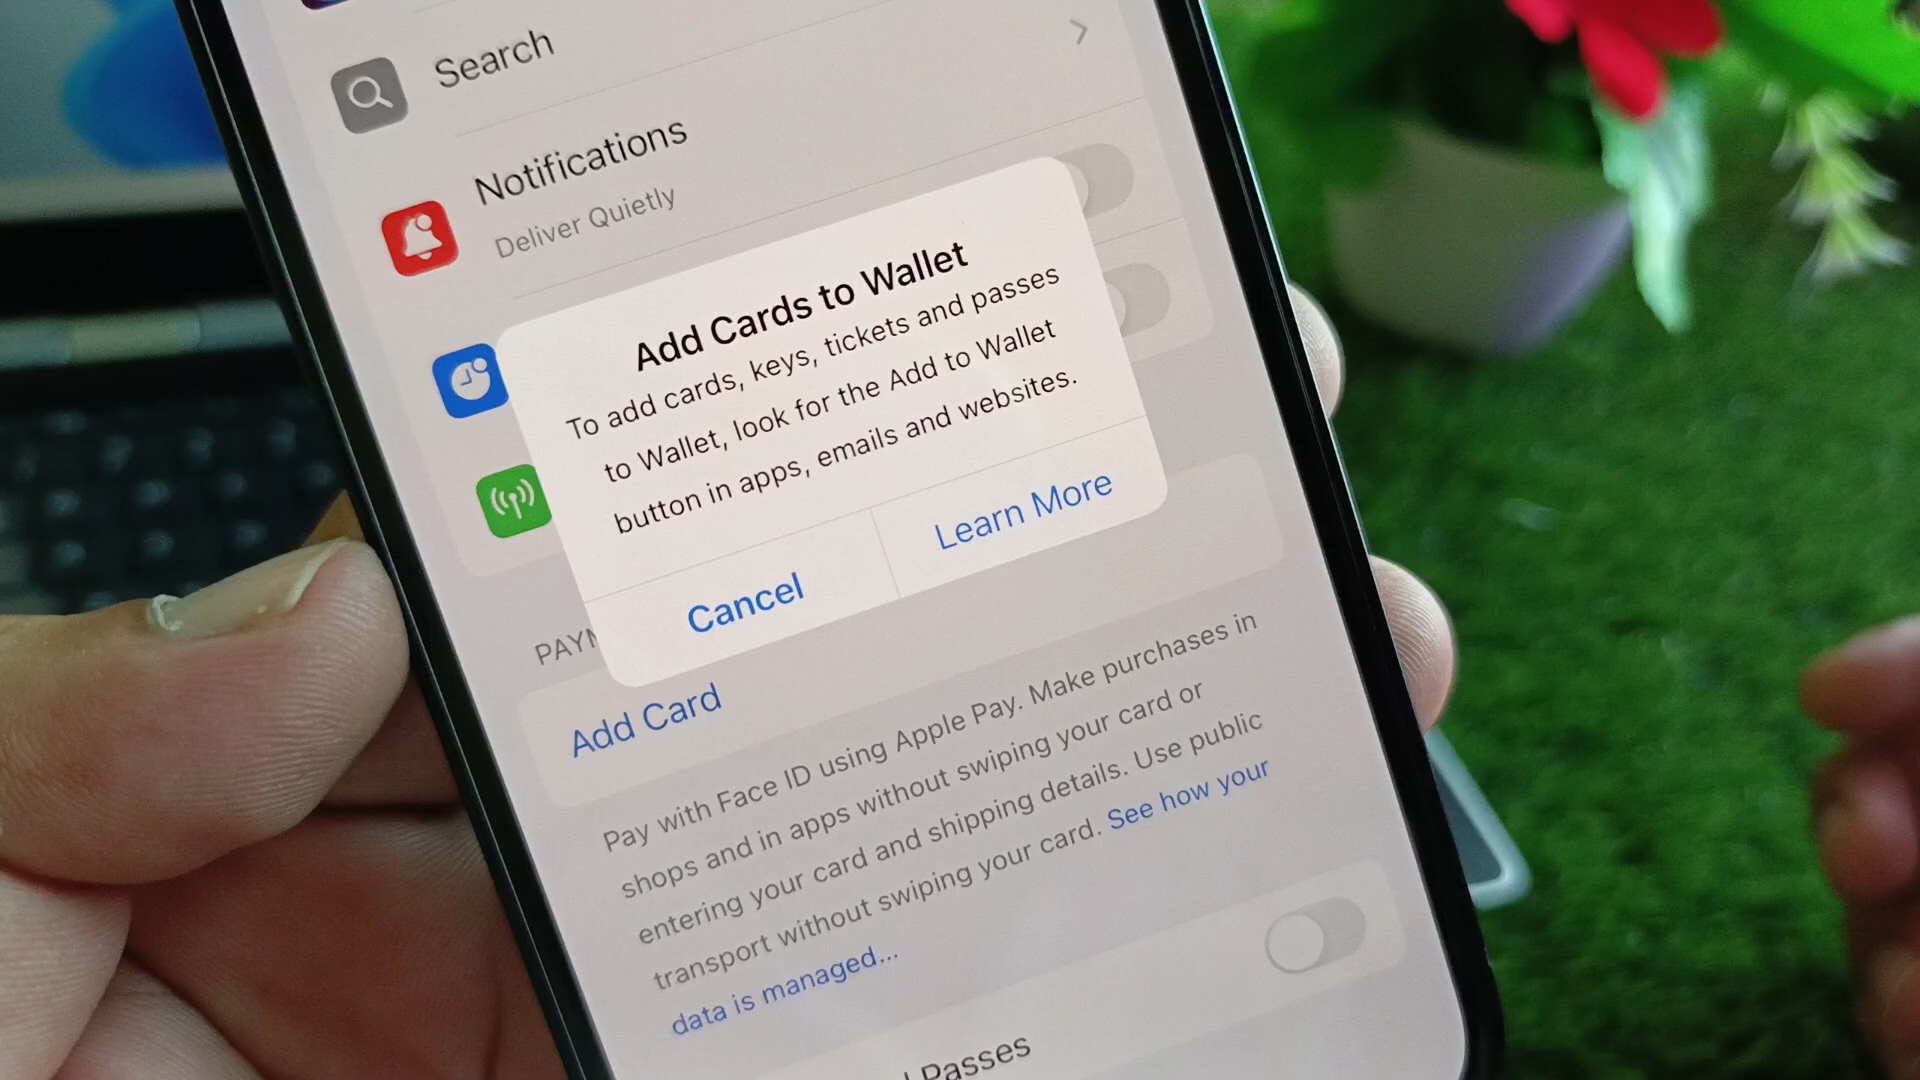 Search
Notifications
Deliver Quietly
Add Cards to Wallet
To add cards, keys, tickets and passes
to Wallet, look for the Add to Wallet
button in apps, emails and websites.
Cancel
Learn More
Add Card
Pay with Face ID using Apple Pay. Make purchases in
shops and in apps without swiping your card or
entering your card and shipping details. Use public
transport without swiping your card. See how your
data is managed...
Passes